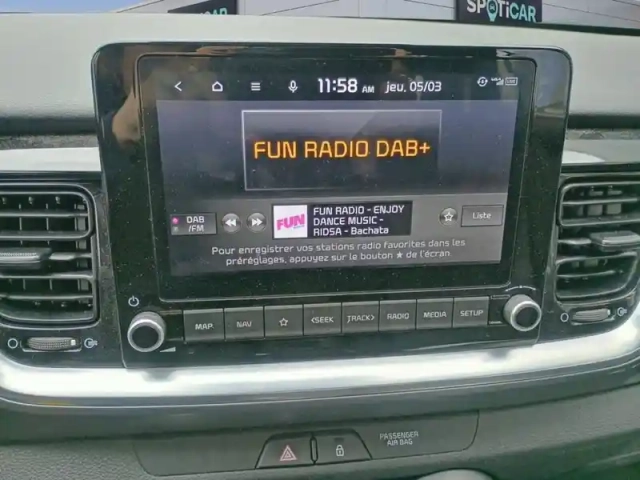 SPOTiCAR
11:58 AM jeu. 05/03
FUN RADIO DAB+
DAB
/FM
FUN
FUN RADIO - ENJOY
DANCE MUSIC -
RIDSA - Bachata
Liste
Pour enregistrer vos stations radio favorites dans les
préréglages, appuyez sur le bouton ★ de l'écran.
MAP NAV <SEEK TRACK> RADIO MEDIA SETUP
PASSENGER
AIR BAG